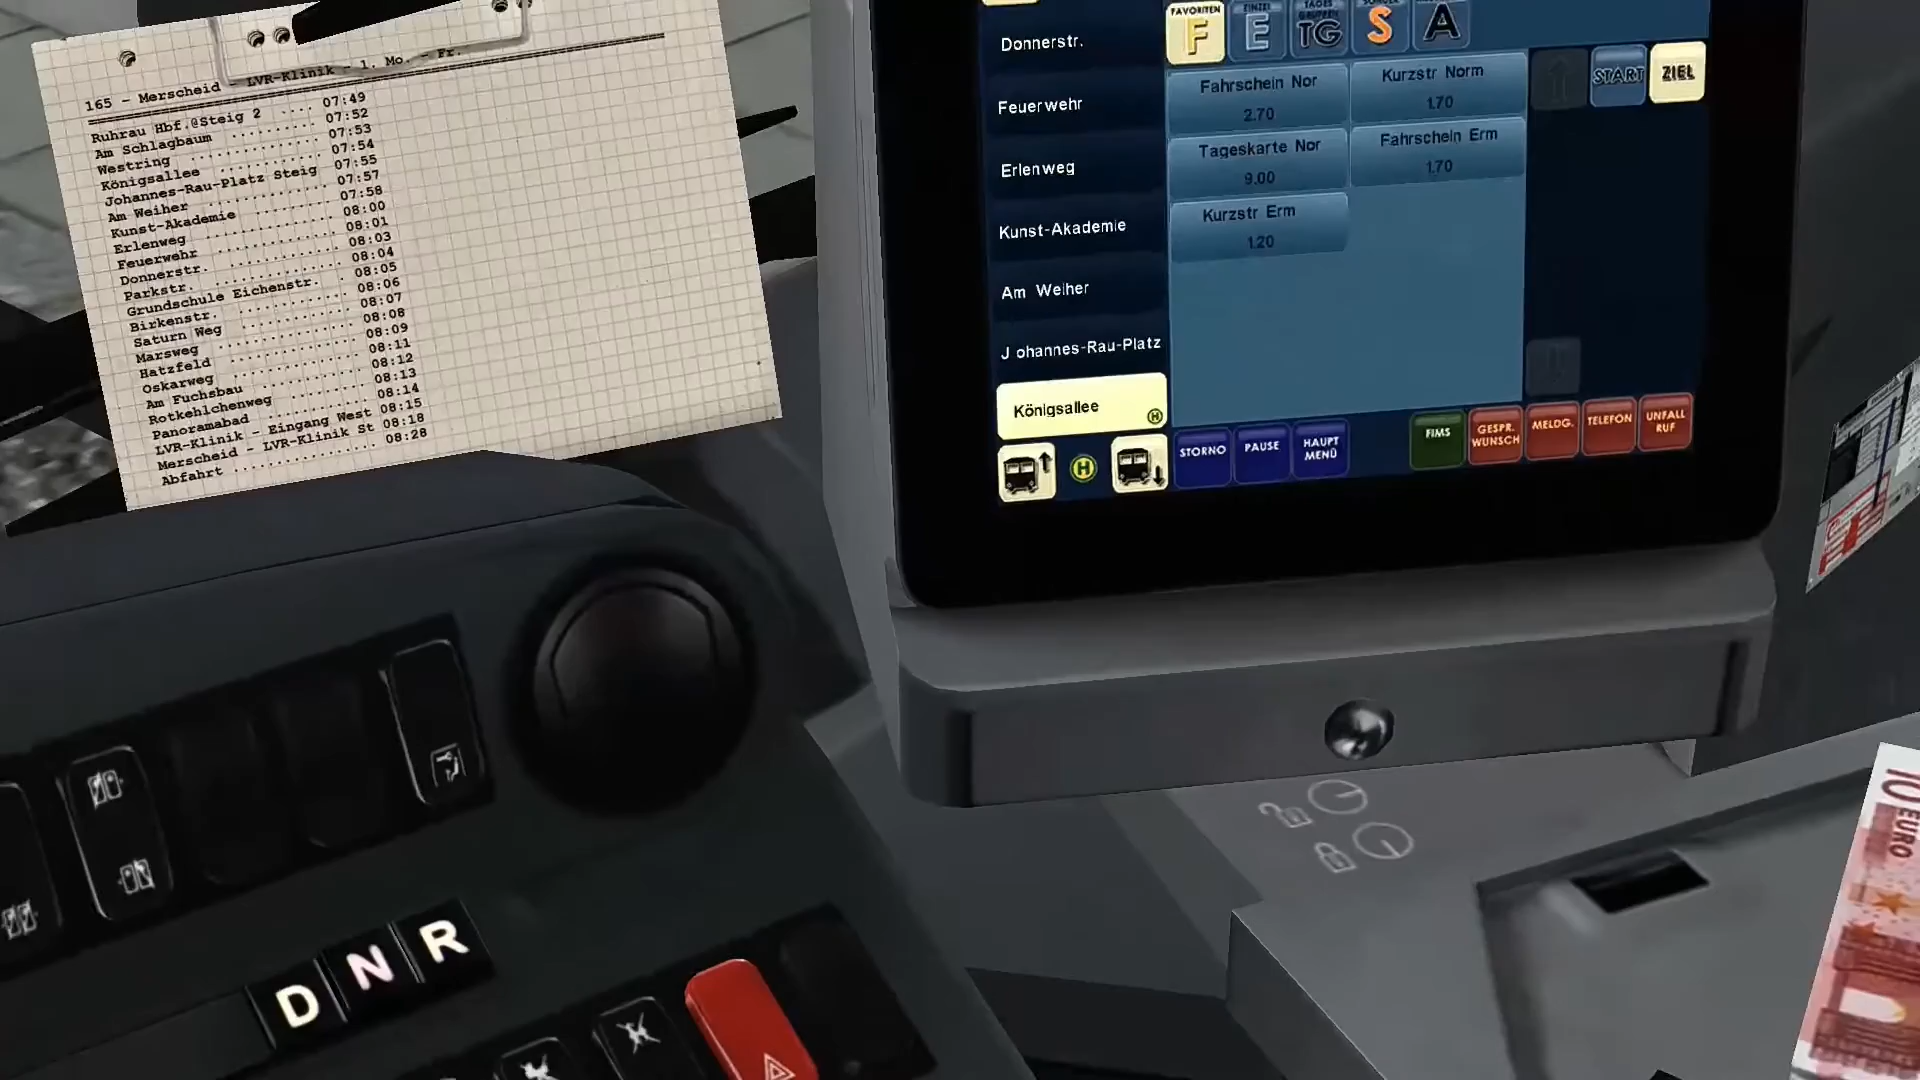 165 - Merscheid - LVR-Klinik - 1. Mo. - Fr.
Ruhrau Hbf.@Steig 2 .... 07:49
Am Schlagbaum .......... 07:52
Westring ............... 07:53
Königsallee ............ 07:54
Johannes-Rau-Platz Steig 07:55
Am Weiher .............. 07:57
Kunst-Akademie ......... 07:58
Erlenweg ............... 08:00
Feuerwehr .............. 08:01
Donnerstr. ............. 08:03
Parkstr. ............... 08:04
Grundschule Eichenstr. . 08:05
Birkenstr. ............. 08:06
Saturn Weg ............. 08:07
Marsweg ................ 08:08
Hatzfeld ............... 08:09
Oskarweg ............... 08:11
Am Fuchsbau ............ 08:12
Rotkehlchenweg ......... 08:13
Panoramabad ............ 08:14
LVR-Klinik - Eingang West 08:15
Merscheid - LVR-Klinik St 08:18
Abfahrt ................ 08:28
Donnerstr.
Feuerwehr
Erlenweg
Kunst-Akademie
Am Weiher
Johannes-Rau-Platz
Königsallee
H
H
FAVORITEN
F
E
TG
S
A
Fahrschein Nor
2.70
Kurzstr Norm
1.70
Tageskarte Nor
9.00
Fahrschein Erm
1.70
Kurzstr Erm
1.20
START
ZIEL
STORNO
PAUSE
HAUPT
MENÜ
FIMS
GESPR.
WUNSCH
MELDG.
TELEFON
UNFALL
RUF
D N R
10 EURO